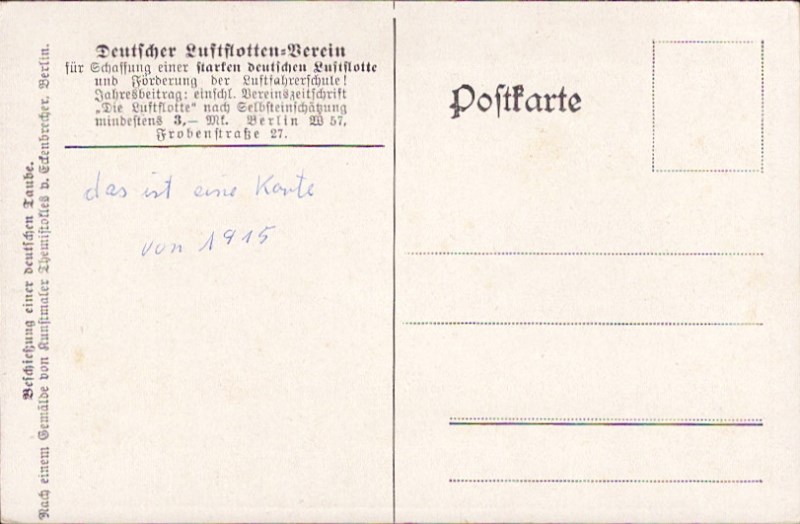 Deutscher Luftflotten-Verein
für Schaffung einer starken deutschen Luftflotte
und Förderung der Luftfahrerschule!
Jahresbeitrag: einschl. Vereinszeitschrift
„Die Luftflotte“ nach Selbsteinschätzung
mindestens 3,— Mk. Berlin W 57,
Frobenstraße 27.
das ist eine Karte
von 1915
Postkarte
Beschießung einer deutschen Taube.
Nach einem Gemälde von Kunstmaler Themistokles v. Eckenbrecher, Berlin.